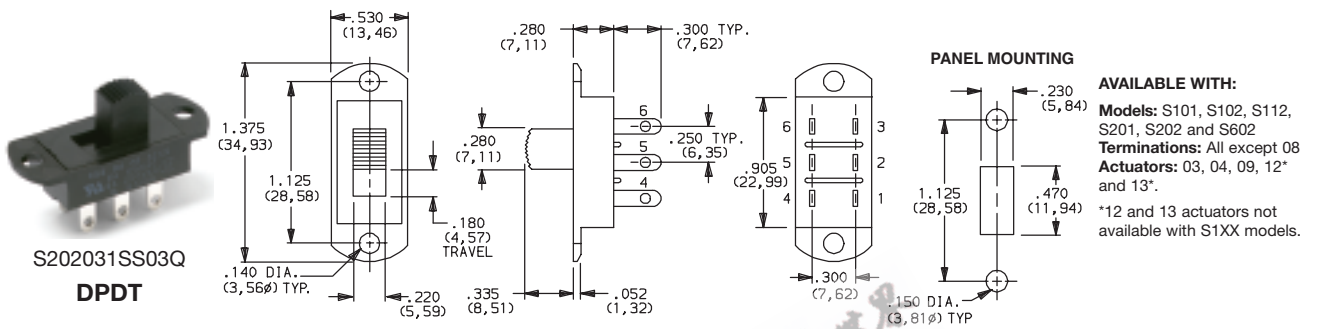 S202031SS03Q
DPDT
.530
(13,46)
1.375
(34,93)
1.125
(28,58)
.180
(4,57)
TRAVEL
.140 DIA.
(3,56ø) TYP.
.220
(5,59)
.280
(7,11)
.300 TYP.
(7,62)
.280
(7,11)
6
5
4
.250 TYP.
(6,35)
.335
(8,51)
.052
(1,32)
.905
(22,99)
6
3
5
2
4
1
.300
(7,62)
PANEL MOUNTING
.230
(5,84)
1.125
(28,58)
.470
(11,94)
.150 DIA.
(3,81ø) TYP
AVAILABLE WITH:
Models: S101, S102, S112,
S201, S202 and S602
Terminations: All except 08
Actuators: 03, 04, 09, 12*
and 13*.
*12 and 13 actuators not
available with S1XX models.